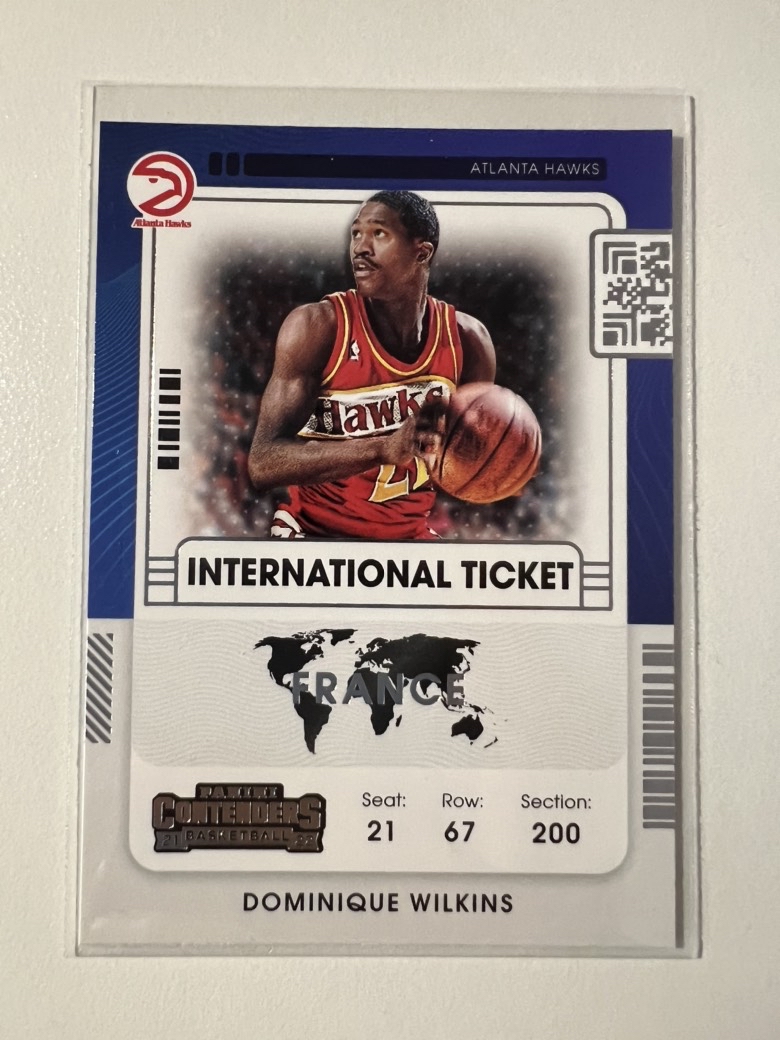 ATLANTA HAWKS
Atlanta Hawks
Hawks
21
INTERNATIONAL TICKET
FRANCE
PANINI
CONTENDERS
21 BASKETBALL 22
Seat: Row: Section:
21 67 200
DOMINIQUE WILKINS